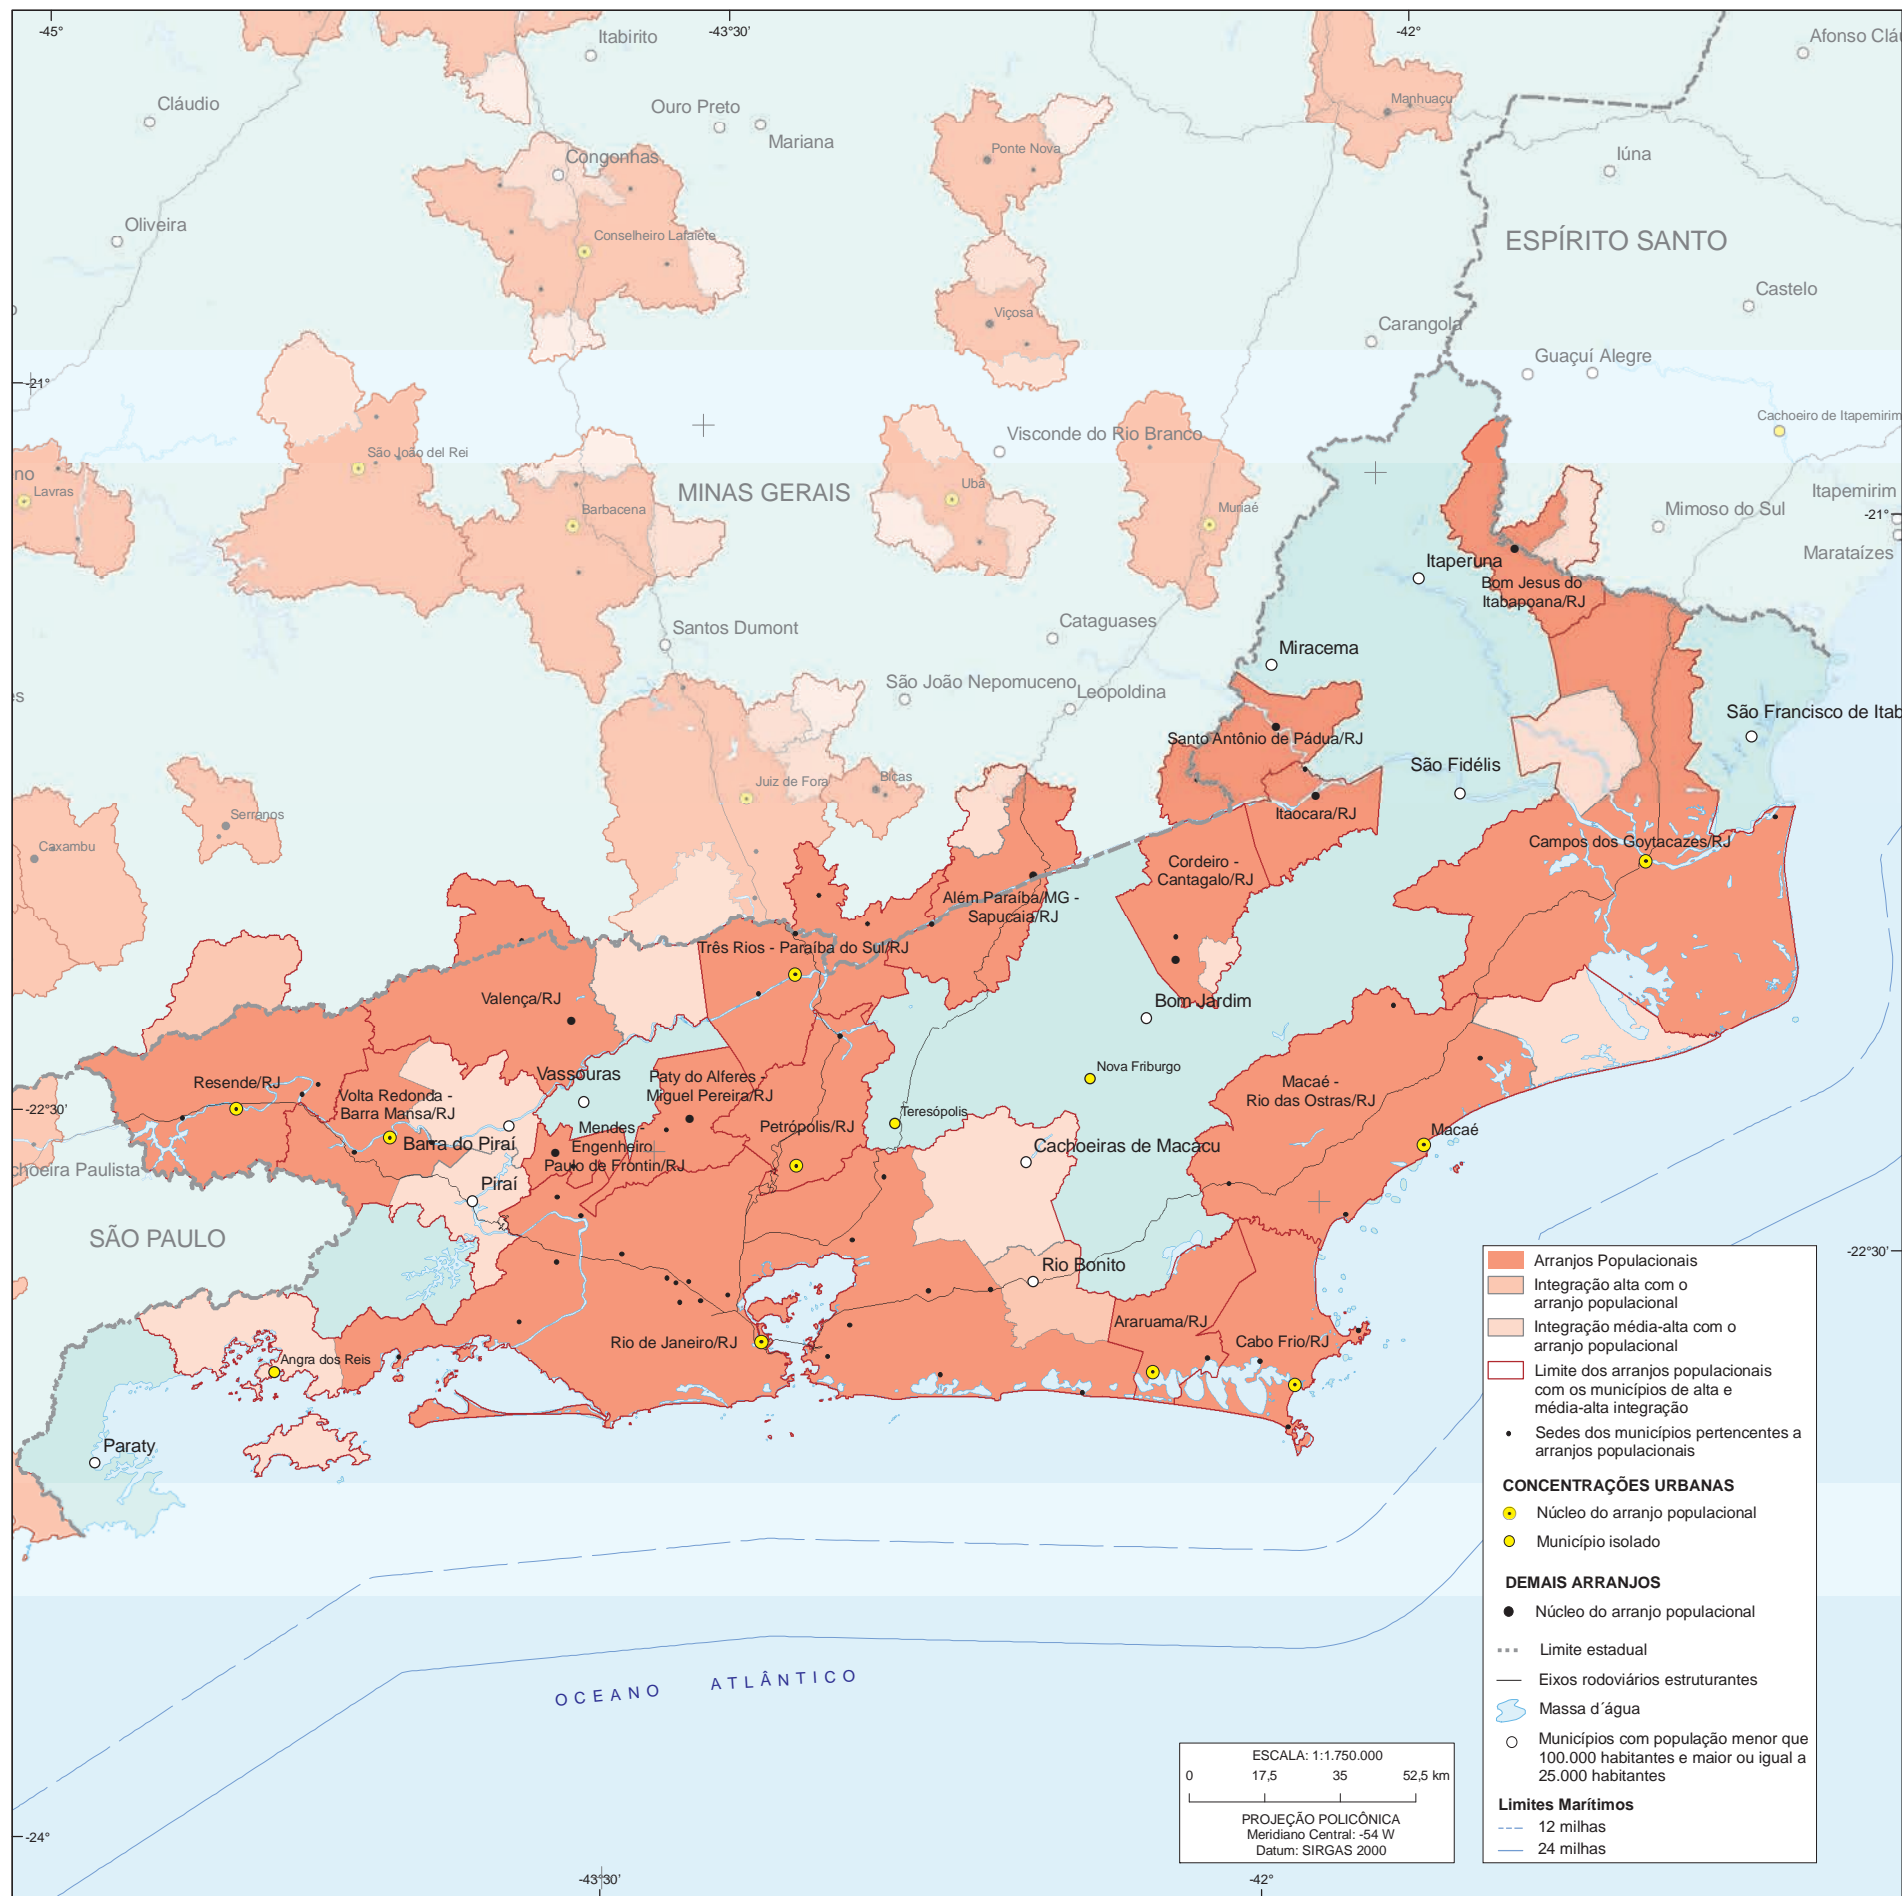 -45°
-43°30'
-42°
Itabirito
Cláudio
Ouro Preto
Mariana
Manhuaçu
Congonhas
Ponte Nova
Iúna
Oliveira
Conselheiro Lafaiete
ESPÍRITO SANTO
Castelo
Viçosa
Carangola
Guaçuí
Alegre
-21°
Cachoeiro de Itapemirim
São João del Rei
Visconde do Rio Branco
no
Lavras
MINAS GERAIS
Ubá
Barbacena
Muriaé
Itapemirim
Mimoso do Sul
-21°
Marataízes
Itaperuna
Bom Jesus do
Itabapoana/RJ
Santos Dumont
Cataguases
Miracema
es
São João Nepomuceno
Leopoldina
São Francisco de Itab
Santo Antônio de Pádua/RJ
São Fidélis
Juiz de Fora
Bicas
Serranos
Itaocara/RJ
Caxambu
Campos dos Goytacazes/RJ
Cordeiro -
Cantagalo/RJ
Além Paraíba/MG -
Sapucaia/RJ
Três Rios - Paraíba do Sul/RJ
Valença/RJ
Bom Jardim
Vassouras
Nova Friburgo
Resende/RJ
Volta Redonda -
Barra Mansa/RJ
Paty do Alferes -
Miguel Pereira/RJ
Macaé -
Rio das Ostras/RJ
-22°30'
Teresópolis
Barra do Piraí
Mendes -
Engenheiro
Paulo de Frontin/RJ
Petrópolis/RJ
Macaé
Cachoeiras de Macacu
choeira Paulista
Piraí
SÃO PAULO
-22°30'
Rio Bonito
Araruama/RJ
Rio de Janeiro/RJ
Cabo Frio/RJ
Angra dos Reis
Paraty
Arranjos Populacionais
Integração alta com o
arranjo populacional
Integração média-alta com o
arranjo populacional
Limite dos arranjos populacionais
com os municípios de alta e
média-alta integração
Sedes dos municípios pertencentes a
arranjos populacionais
CONCENTRAÇÕES URBANAS
Núcleo do arranjo populacional
Município isolado
DEMAIS ARRANJOS
Núcleo do arranjo populacional
Limite estadual
Eixos rodoviários estruturantes
Massa d´água
Municípios com população menor que
100.000 habitantes e maior ou igual a
25.000 habitantes
Limites Marítimos
12 milhas
24 milhas
OCEANO ATLÂNTICO
ESCALA: 1:1.750.000
0 17,5 35 52,5 km
PROJEÇÃO POLICÔNICA
Meridiano Central: -54 W
Datum: SIRGAS 2000
-24°
-43°30'
-42°